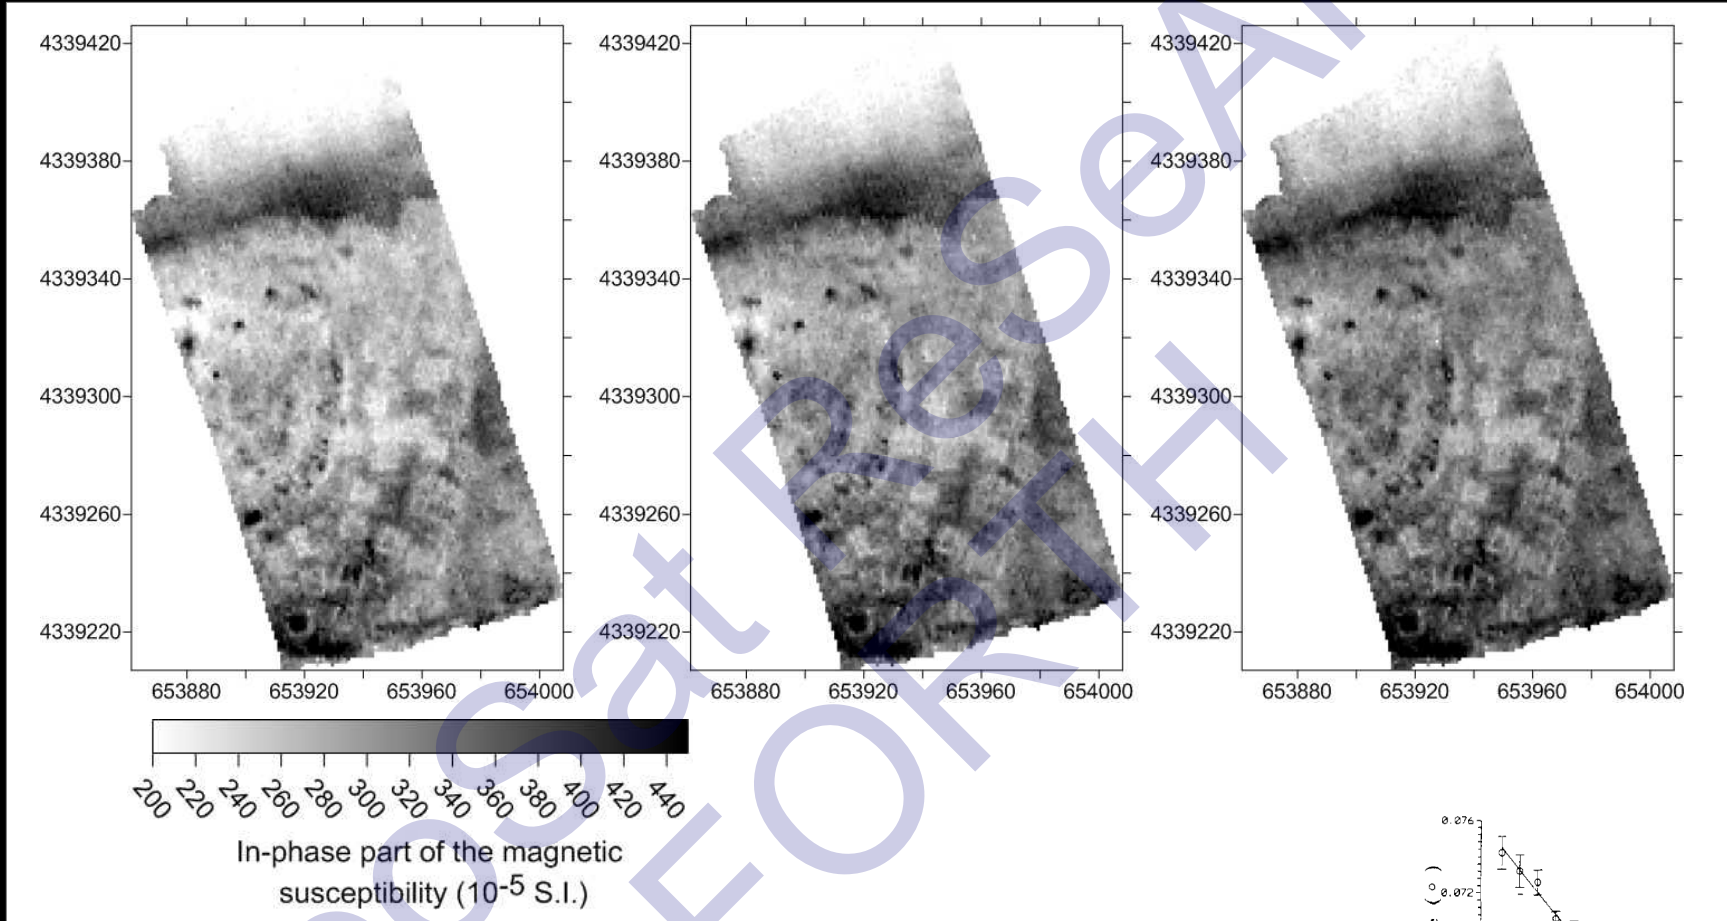 4339420 4339420 4339420
4339380 4339380 4339380
4339340 4339340 4339340
4339300 4339300 4339300
4339260 4339260 4339260
4339220 4339220 4339220
653880 653920 653960 654000 653880 653920 653960 654000 653880 653920 653960 654000
200 220 240 260 280 300 320 340 360 380 400 420 440
In-phase part of the magnetic
susceptibility (10-5 S.I.)
0.076
0.072
osat ReSeAr
FORTH